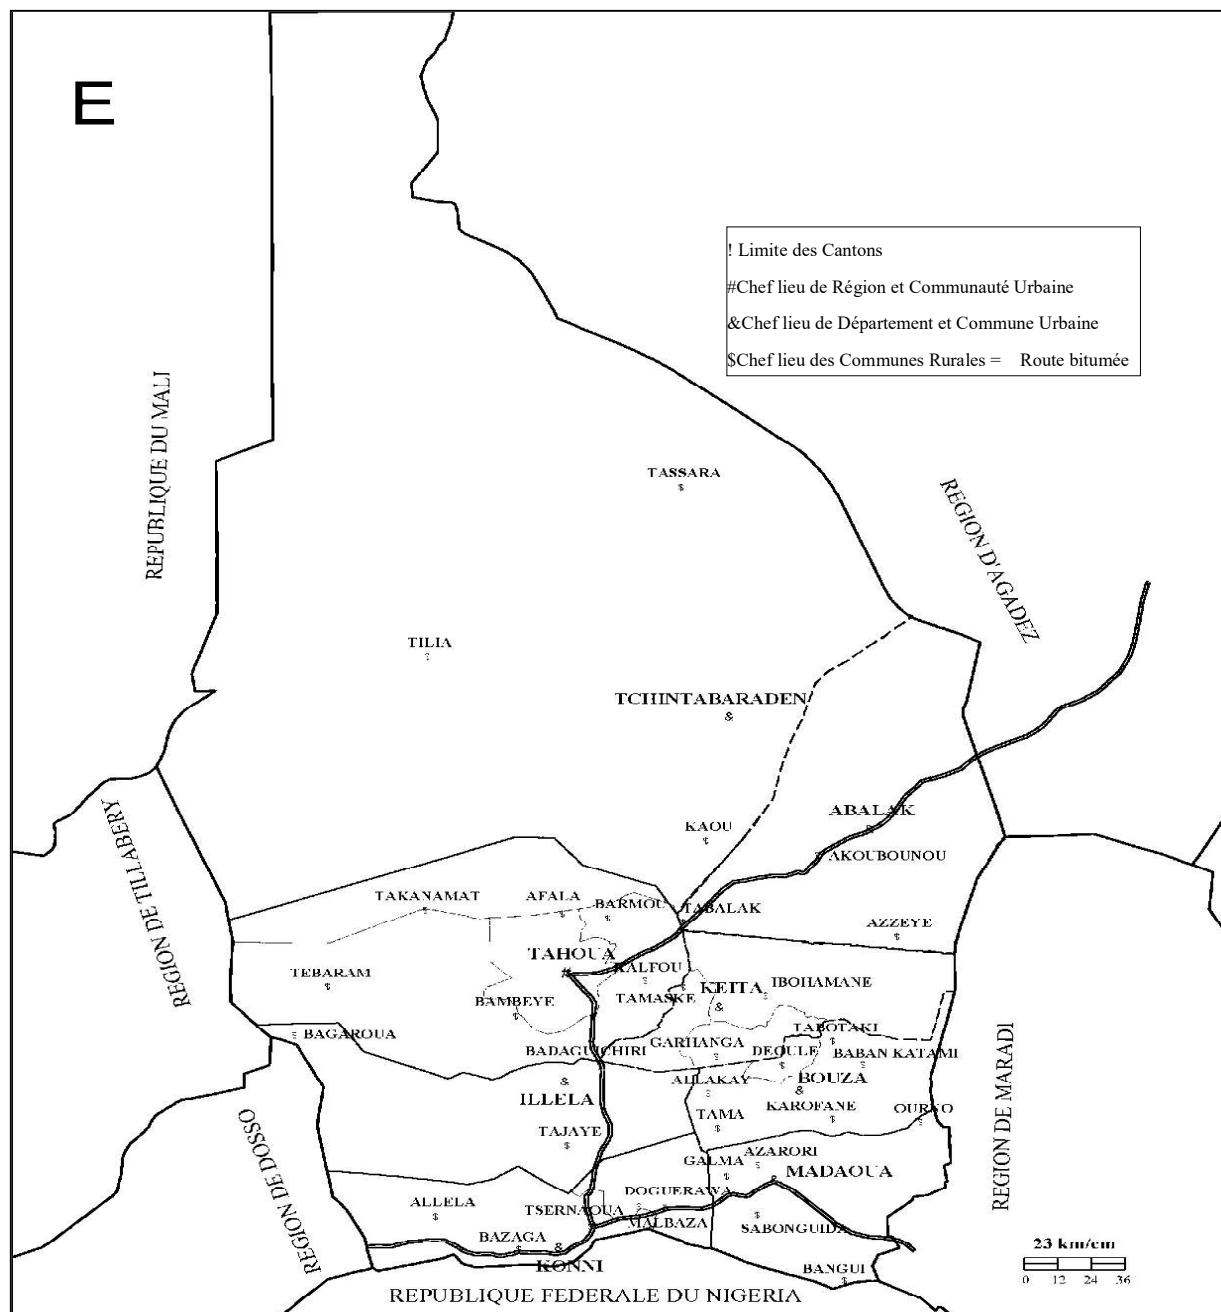 E
! Limite des Cantons
#Chef lieu de Région et Communauté Urbaine
&Chef lieu de Département et Commune Urbaine
$Chef lieu des Communes Rurales = Route bitumée
REPUBLIQUE DU MALI
TASSARA
$
REGION D'AGADEZ
TILIA
$
TCHINTABARADEN
&
ABALAK
KAOU
$
AKOUBOUNOU
REGION DE TILLABERY
TAKANAMAT
$
AFALA
$
BARMOU
$
TABALAK
AZZEYE
$
TAHOUA
#
KALFOU
$
TEBARAM
$
KEITA
&
IBOHAMANE
$
TAMASKE
$
BAMBEYE
$
BAGAROUA
$
TABOTAKI
$
BADAGUICHIRI
GARHANGA
$
DEOULE
$
BABAN KATAMI
$
REGION DE MARADI
ILLELA
&
ALLAKAY
$
BOUZA
&
TAMA
$
KAROFANE
$
OURNO
$
TAJAYE
$
REGION DE DOSSO
AZARORI
$
GALMA
$
MADAOUA
ALLELA
$
TSERNAOUA
DOGUERAWA
$
MALBAZA
SABONGUIDA
$
BAZAGA
$
KONNI
&
BANGUI
$
23 km/cm
0 12 24 36
REPUBLIQUE FEDERALE DU NIGERIA